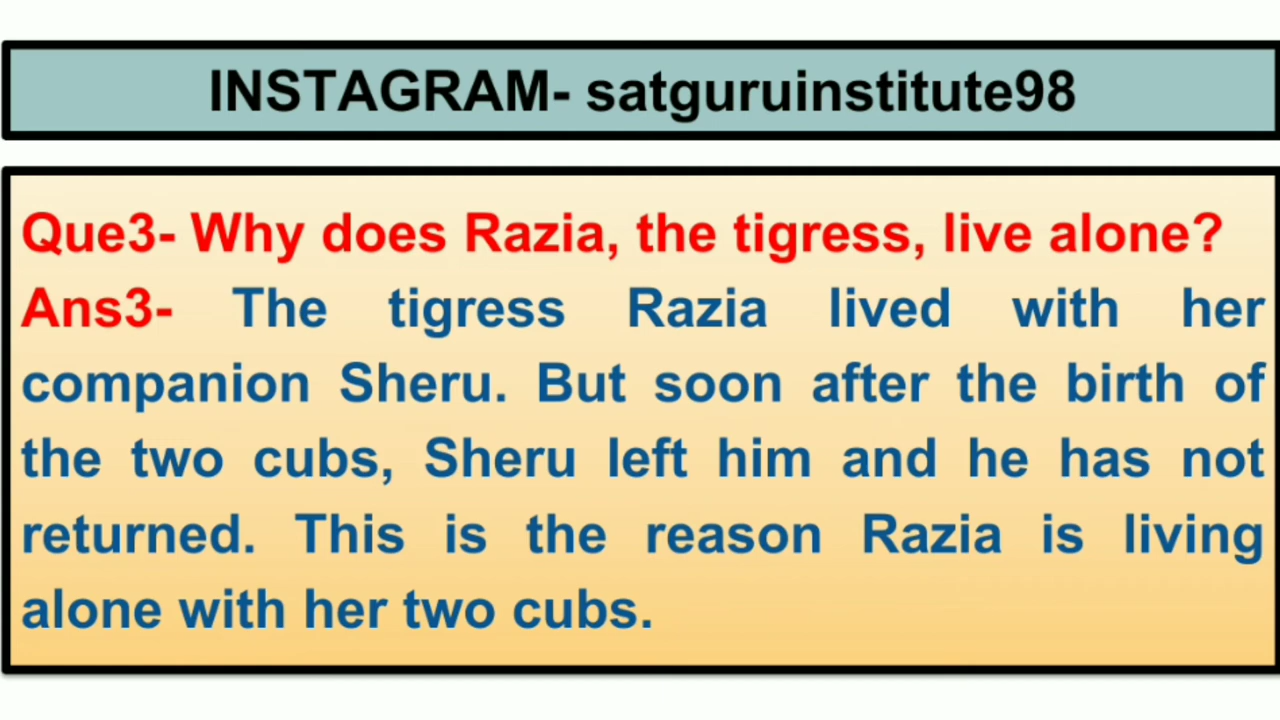 INSTAGRAM- satguruinstitute98
Que3- Why does Razia, the tigress, live alone?
Ans3- The tigress Razia lived with her
companion Sheru. But soon after the birth of
the two cubs, Sheru left him and he has not
returned. This is the reason Razia is living
alone with her two cubs.